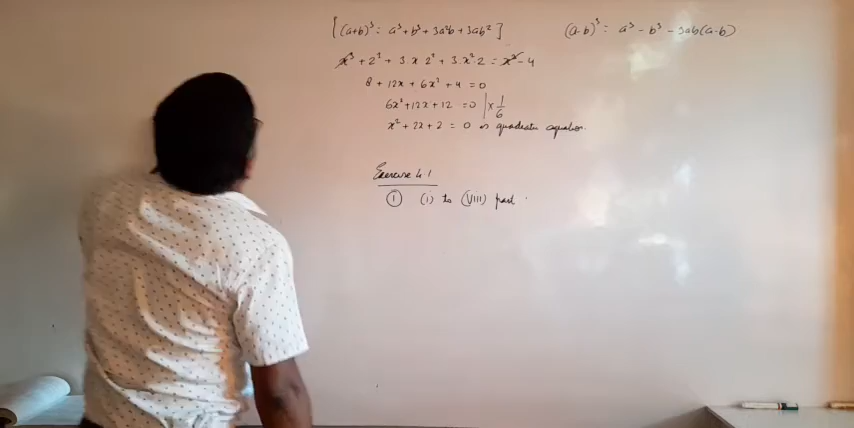 [(a+b)³ = a³+b³+3a²b+3ab²] (a-b)³ = a³ - b³ - 3ab(a-b)
x³ + 2³ + 3.x.2² + 3.x².2 = x³ - 4
8 + 12x + 6x² + 4 = 0
6x²+12x+12 = 0 | x 1/6
x² + 2x + 2 = 0 is quadratic equation.
Exercise 4.1
① (i) to (viii) part